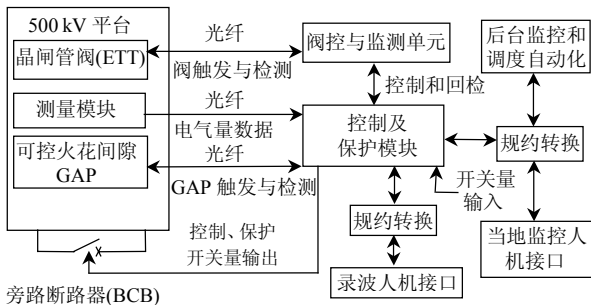 500 kV 平台
晶闸管阀(ETT)
测量模块
可控火花间隙
GAP
旁路断路器(BCB)
光纤
阀触发与检测
光纤
电气量数据
光纤
GAP 触发与检测
控制、保护
开关量输出
阀控与监测单元
控制和回检
控制及
保护模块
开关量
输入
规约转换
录波人机接口
后台监控和
调度自动化
规约转换
当地监控人
机接口